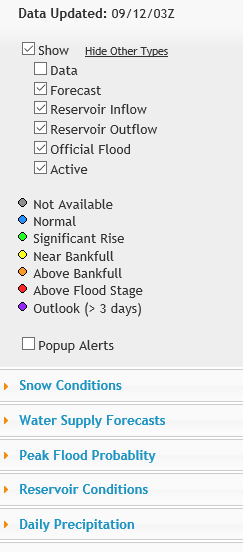 Data Updated: 09/12/03Z
Show Hide Other Types
Data
Forecast
Reservoir Inflow
Reservoir Outflow
Official Flood
Active
Not Available
Normal
Significant Rise
Near Bankfull
Above Bankfull
Above Flood Stage
Outlook (> 3 days)
Popup Alerts
Snow Conditions
Water Supply Forecasts
Peak Flood Probablity
Reservoir Conditions
Daily Precipitation